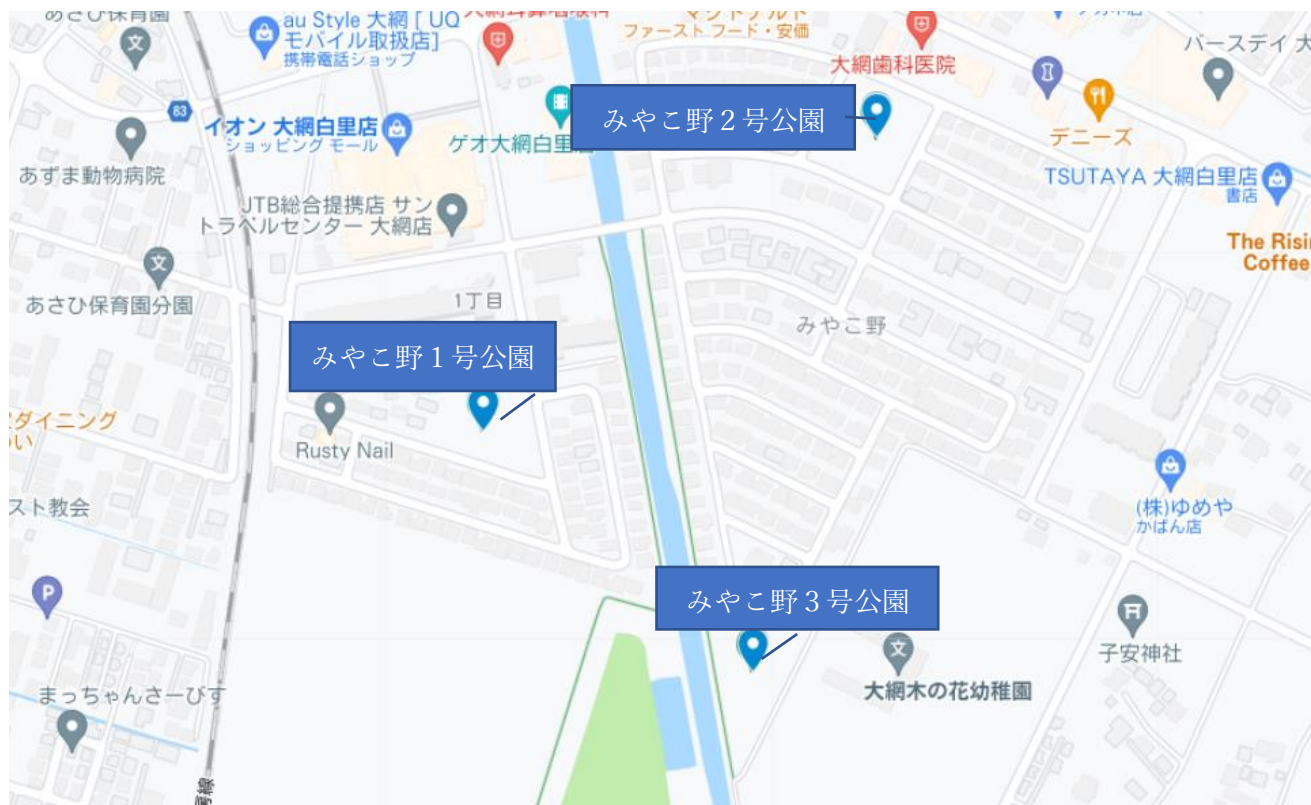 au Style 大網 [ UQ
モバイル取扱店]
携帯電話ショップ
ファースト フード・安価
大網歯科医院
バースデイ 大
83
イオン 大網白里店
ショッピング モール
ゲオ大網白里
みやこ野２号公園
デニーズ
あずま動物病院
TSUTAYA 大網白里店
書店
JTB総合提携店 サン
トラベルセンター 大網店
The Risi
Coffee
あさひ保育園分園
1丁目
みやこ野
みやこ野１号公園
ダイニング
い
Rusty Nail
スト教会
(株)ゆめや
かばん店
P
みやこ野３号公園
子安神社
大網木の花幼稚園
まっちゃんさーびす
房線